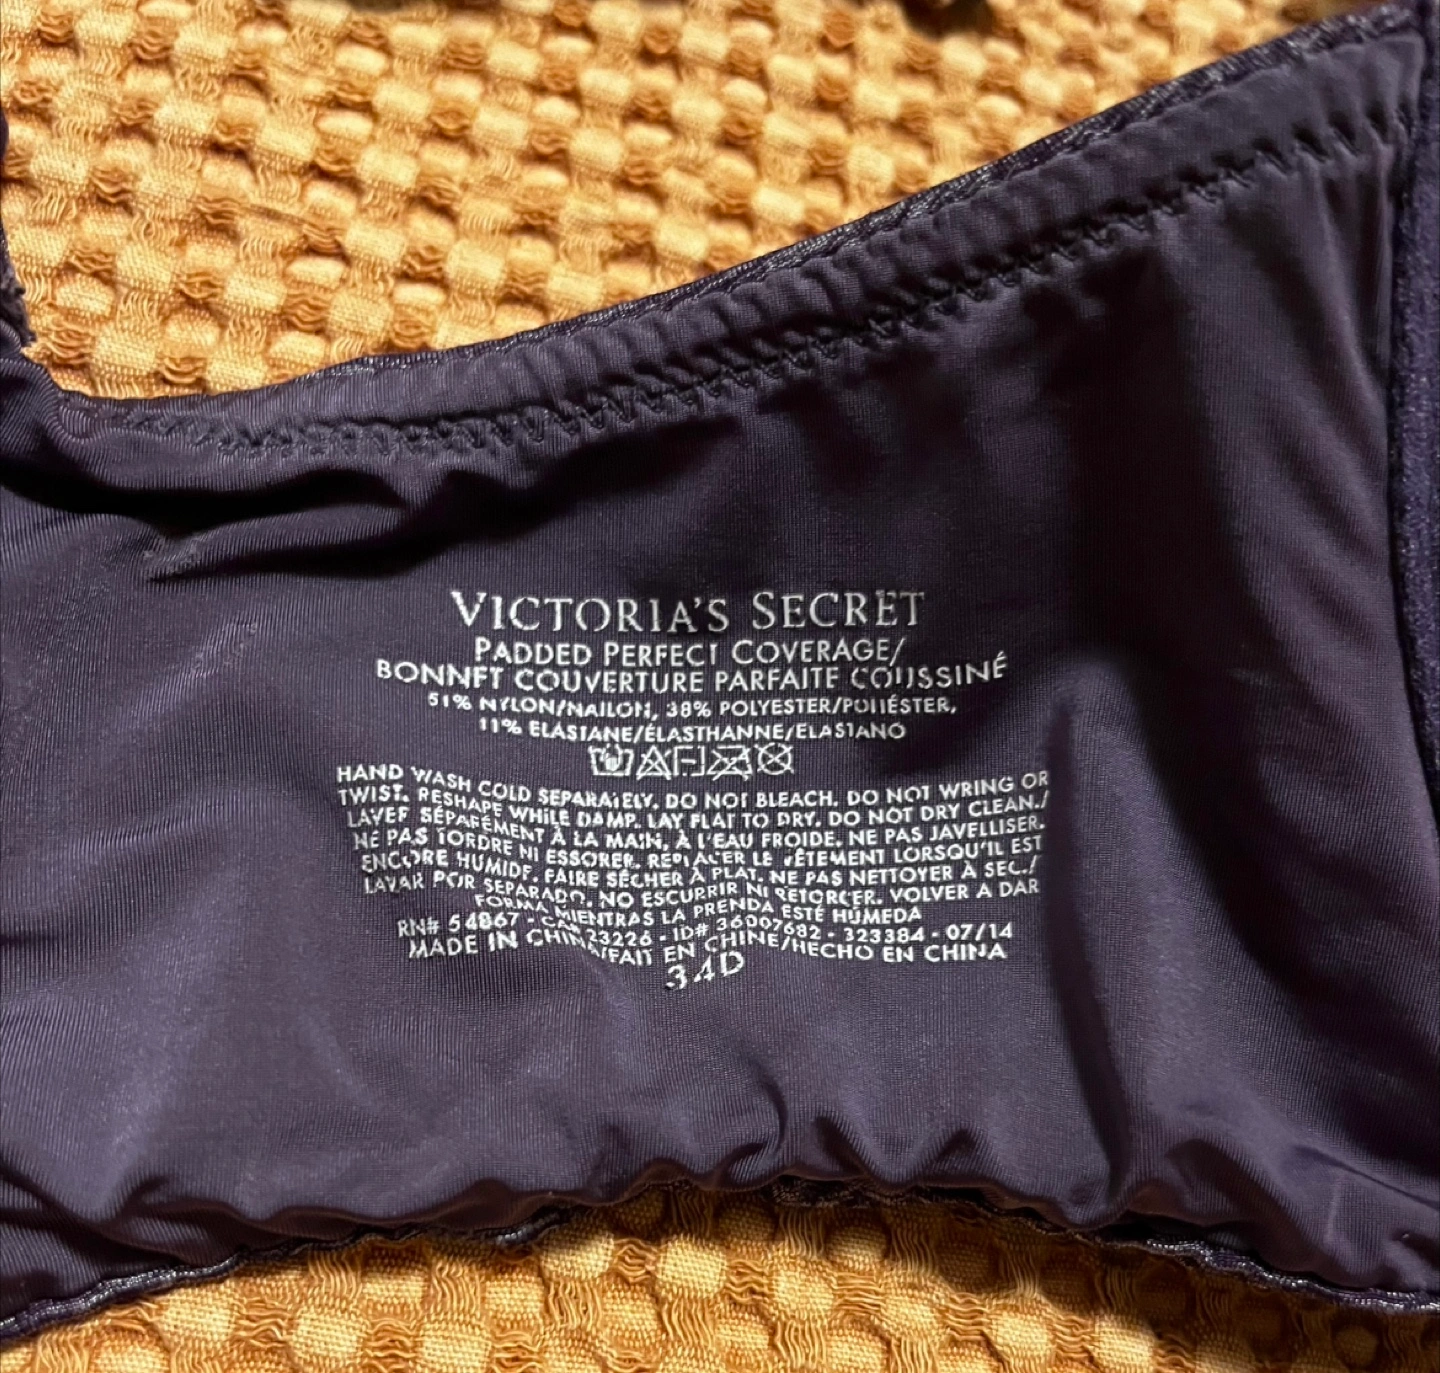 VICTORIA'S SECRET
PADDED PERFECT COVERAGE/
BONNET COUVERTURE PARFAITE COUSSINÉ
51% NYLON/NAILON, 38% POLYESTER/POLIÉSTER,
11% ELASTANE/ÉLASTHANNE/ELASTANO
HAND WASH COLD SEPARATELY. DO NOT BLEACH. DO NOT WRING OR
TWIST. RESHAPE WHILE DAMP. LAY FLAT TO DRY. DO NOT DRY CLEAN./
LAVER SÉPARÉMENT À LA MAIN, À L'EAU FROIDE. NE PAS JAVELLISER.
NE PAS TORDRE NI ESSORER. REPLACER LE VÊTEMENT LORSQU'IL EST
ENCORE HUMIDE. FAIRE SÉCHER À PLAT. NE PAS NETTOYER À SEC./
LAVAR POR SEPARADO. NO ESCURRIR NI RETORCER. VOLVER A DAR
FORMA MIENTRAS LA PRENDA ESTÉ HÚMEDA
RN# 54867 - CA# 23226 - ID# 36007682 - 323384 - 07/14
MADE IN CHINA/FAIT EN CHINE/HECHO EN CHINA
34D